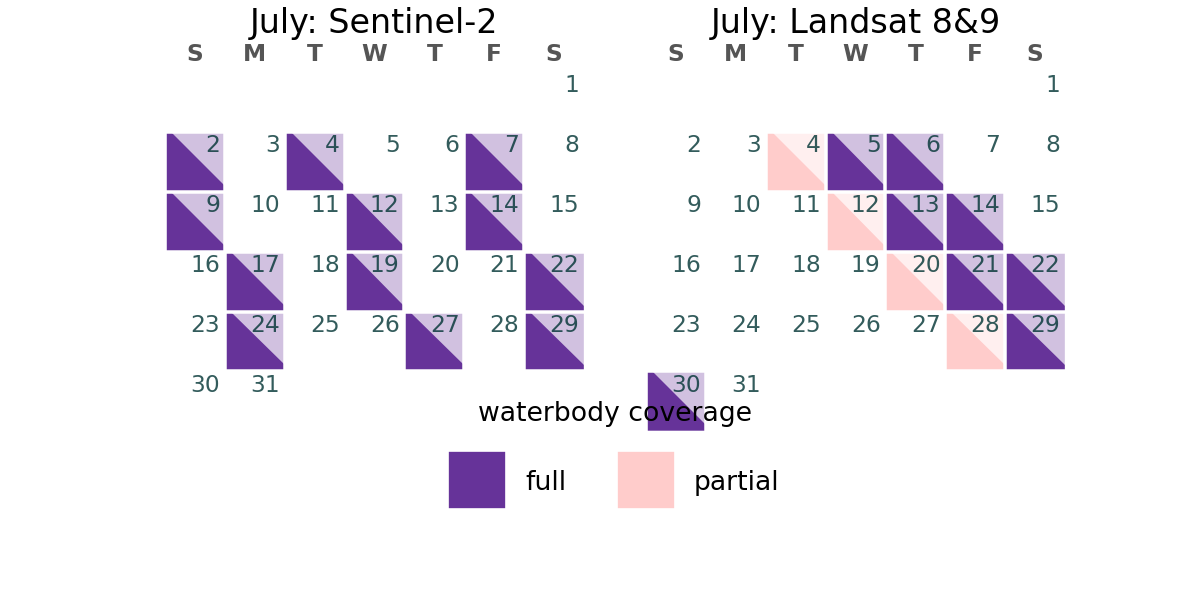 July: Sentinel-2
S M T W T F S
1
2 3 4 5 6 7 8
9 10 11 12 13 14 15
16 17 18 19 20 21 22
23 24 25 26 27 28 29
30 31
July: Landsat 8&9
S M T W T F S
1
2 3 4 5 6 7 8
9 10 11 12 13 14 15
16 17 18 19 20 21 22
23 24 25 26 27 28 29
30 31
waterbody coverage
full partial